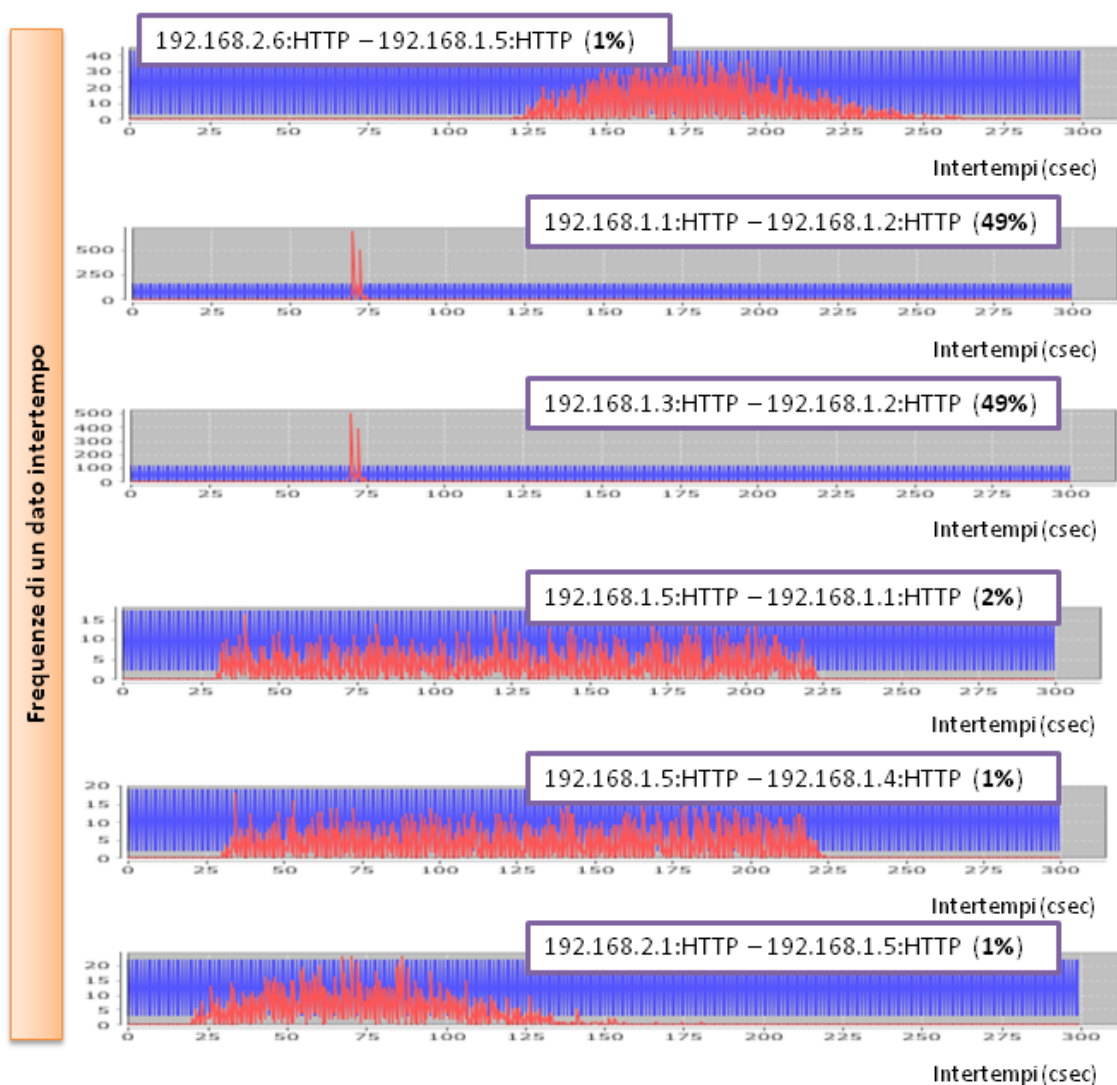 Frequenze di un dato intertempo
192.168.2.6:HTTP – 192.168.1.5:HTTP (1%)
40
30
20
10
0
0 25 50 75 100 125 150 175 200 225 250 275 300
Intertempi (csec)
192.168.1.1:HTTP – 192.168.1.2:HTTP (49%)
500
250
0
0 25 50 75 100 125 150 175 200 225 250 275 300
Intertempi (csec)
192.168.1.3:HTTP – 192.168.1.2:HTTP (49%)
500
400
300
200
100
0
0 25 50 75 100 125 150 175 200 225 250 275 300
Intertempi (csec)
192.168.1.5:HTTP – 192.168.1.1:HTTP (2%)
15
10
5
0
0 25 50 75 100 125 150 175 200 225 250 275 300
Intertempi (csec)
192.168.1.5:HTTP – 192.168.1.4:HTTP (1%)
20
15
10
5
0
0 25 50 75 100 125 150 175 200 225 250 275 300
Intertempi (csec)
192.168.2.1:HTTP – 192.168.1.5:HTTP (1%)
20
15
10
5
0
0 25 50 75 100 125 150 175 200 225 250 275 300
Intertempi (csec)